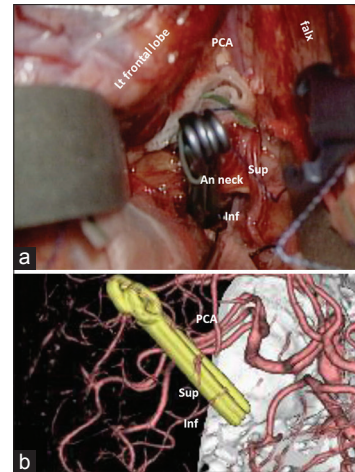 PCA
falx
Lt frontal lobe
Sup
An neck
Inf
a
PCA
Sup
Inf
b